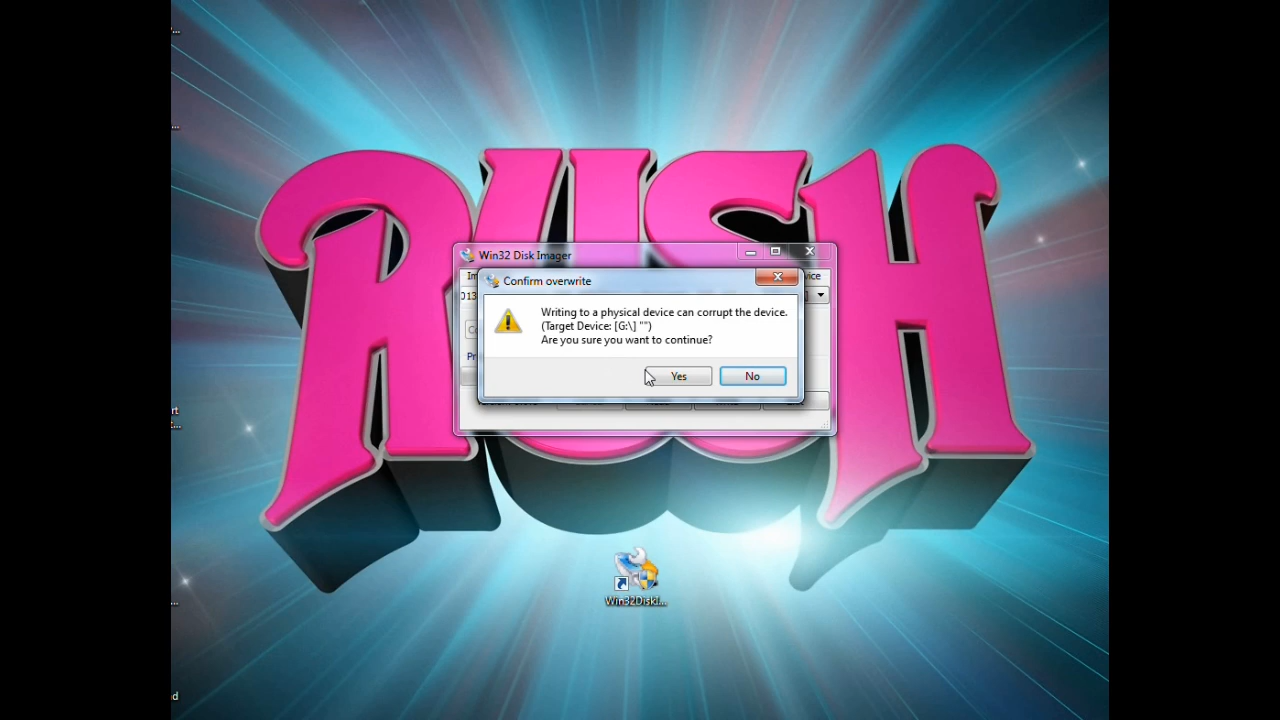 RUSH
Win32 Disk Imager
Confirm overwrite
Writing to a physical device can corrupt the device.
(Target Device: [G:\] "")
Are you sure you want to continue?
Yes
No
Win32DiskI...